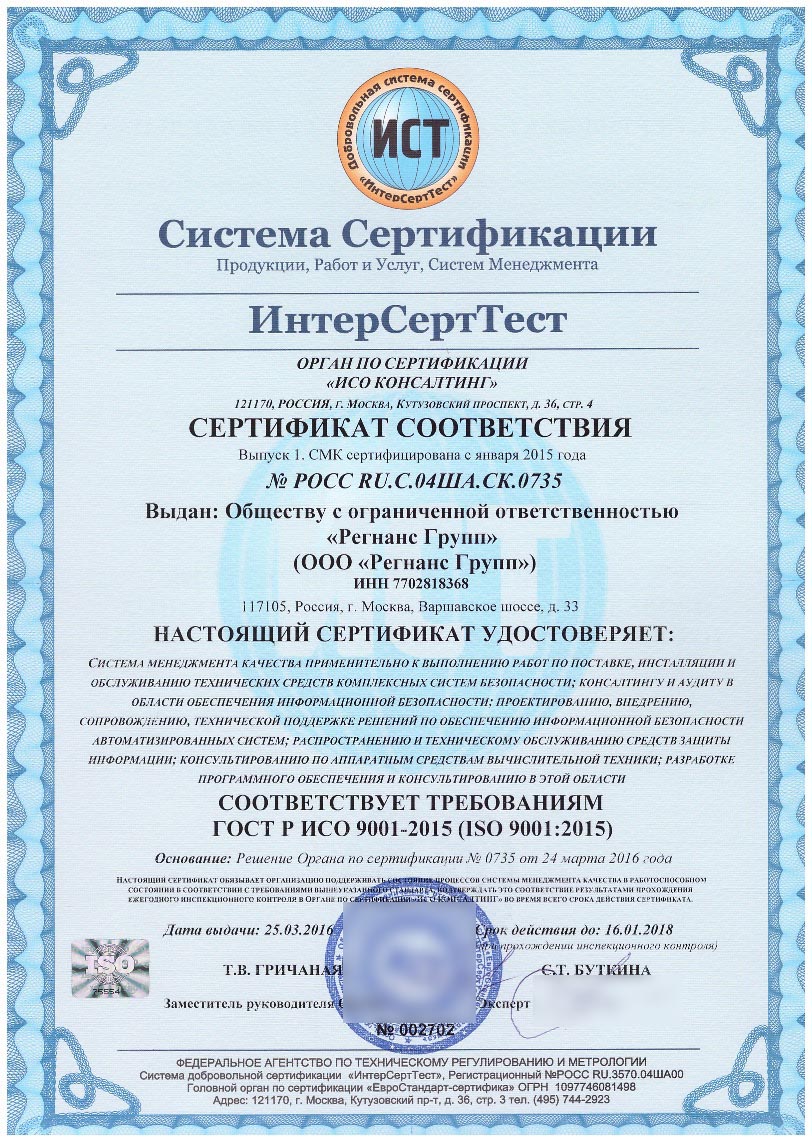 Добровольная система сертификации
ИСТ
«ИнтерСертТест»
Система Сертификации
Продукции, Работ и Услуг, Систем Менеджмента
ИнтерСертТест
ОРГАН ПО СЕРТИФИКАЦИИ
«ИСО КОНСАЛТИНГ»
121170, РОССИЯ, г. Москва, Кутузовский проспект, д. 36, стр. 4
СЕРТИФИКАТ СООТВЕТСТВИЯ
Выпуск 1. СМК сертифицирована с января 2015 года
№ РОСС RU.C.04ША.СК.0735
Выдан: Обществу с ограниченной ответственностью
«Регнанс Групп»
(ООО «Регнанс Групп»)
ИНН 7702818368
117105, Россия, г. Москва, Варшавское шоссе, д. 33
НАСТОЯЩИЙ СЕРТИФИКАТ УДОСТОВЕРЯЕТ:
Система менеджмента качества применительно к выполнению работ по поставке, инсталляции и
обслуживанию технических средств комплексных систем безопасности; консалтингу и аудиту в
области обеспечения информационной безопасности; проектированию, внедрению,
сопровождению, технической поддержке решений по обеспечению информационной безопасности
автоматизированных систем; распространению и техническому обслуживанию средств защиты
информации; консультированию по аппаратным средствам вычислительной техники; разработке
программного обеспечения и консультированию в этой области
СООТВЕТСТВУЕТ ТРЕБОВАНИЯМ
ГОСТ Р ИСО 9001-2015 (ISO 9001:2015)
Основание: Решение Органа по сертификации № 0735 от 24 марта 2016 года
Настоящий сертификат обязывает организацию поддерживать состояние процессов системы менеджмента качества в работоспособном
состоянии в соответствии с требованиями вышеуказанного стандарта, подтверждать это соответствие результатами прохождения
ежегодного инспекционного контроля в Органе по сертификации «ИСО КОНСАЛТИНГ» во время всего срока действия сертификата.
Дата выдачи: 25.03.2016 Срок действия до: 16.01.2018
(при прохождении инспекционного контроля)
Т.В. ГРИЧАНАЯ С.Т. БУТКИНА
ISO
25554
Заместитель руководителя Эксперт
№ 002702
ФЕДЕРАЛЬНОЕ АГЕНТСТВО ПО ТЕХНИЧЕСКОМУ РЕГУЛИРОВАНИЮ И МЕТРОЛОГИИ
Система добровольной сертификации «ИнтерСертТест», Регистрационный №РОСС RU.3570.04ША00
Головной орган по сертификации «ЕвроСтандарт-сертифика» ОГРН 1097746081498
Адрес: 121170, г. Москва, Кутузовский пр-т, д. 36, стр. 3 тел. (495) 744-2923